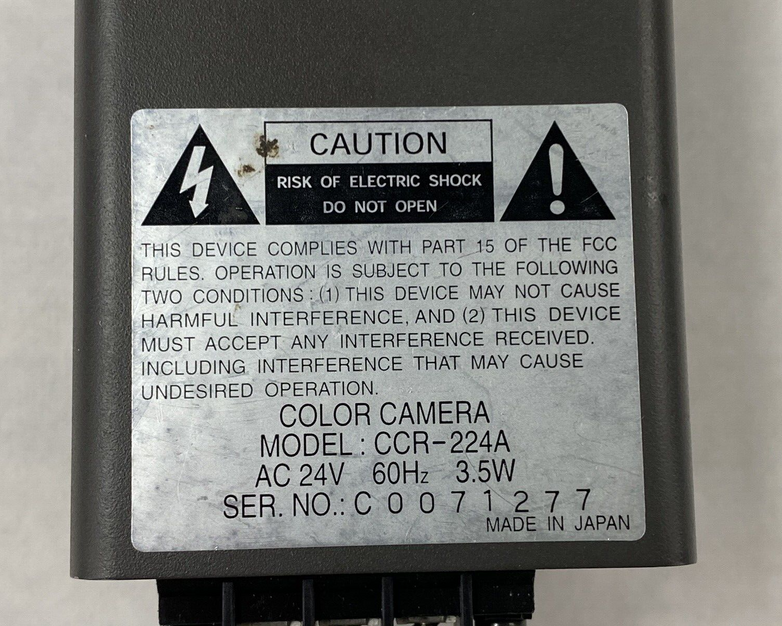 CAUTION
RISK OF ELECTRIC SHOCK
DO NOT OPEN
THIS DEVICE COMPLIES WITH PART 15 OF THE FCC
RULES. OPERATION IS SUBJECT TO THE FOLLOWING
TWO CONDITIONS : (1) THIS DEVICE MAY NOT CAUSE
HARMFUL INTERFERENCE, AND (2) THIS DEVICE
MUST ACCEPT ANY INTERFERENCE RECEIVED.
INCLUDING INTERFERENCE THAT MAY CAUSE
UNDESIRED OPERATION.
COLOR CAMERA
MODEL : CCR-224A
AC 24V 60Hz 3.5W
SER. NO.: C 0 0 7 1 2 7 7
MADE IN JAPAN